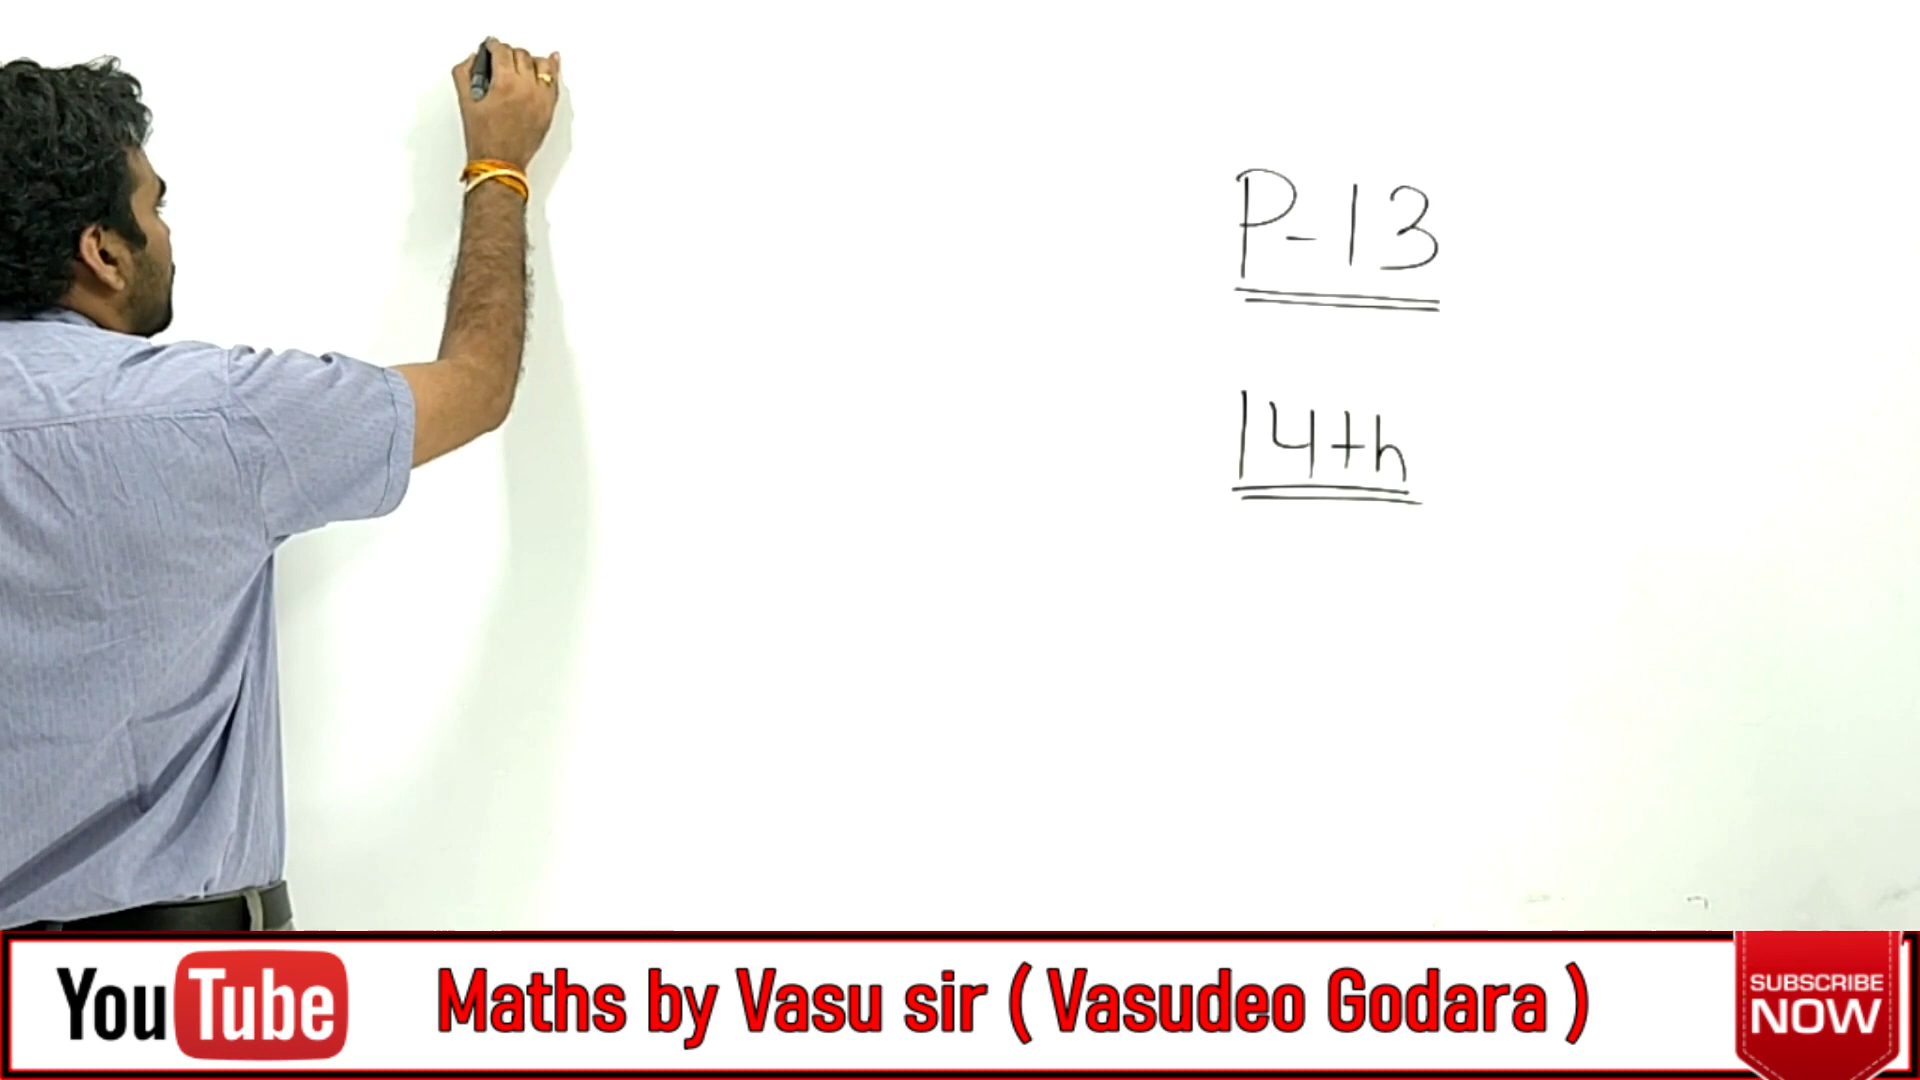 P-13
14th
YouTube
Maths by Vasu sir ( Vasudeo Godara )
SUBSCRIBE
NOW